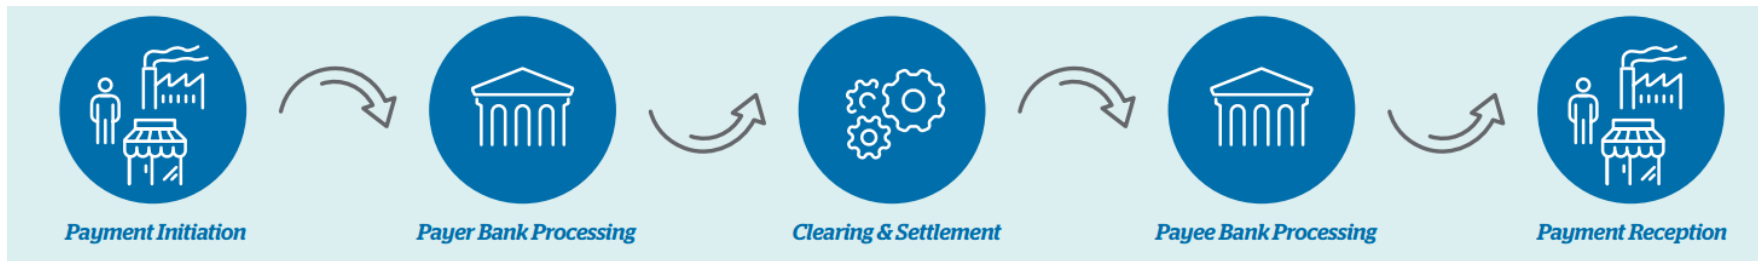 Payment Initiation
Payer Bank Processing
Clearing & Settlement
Payee Bank Processing
Payment Reception